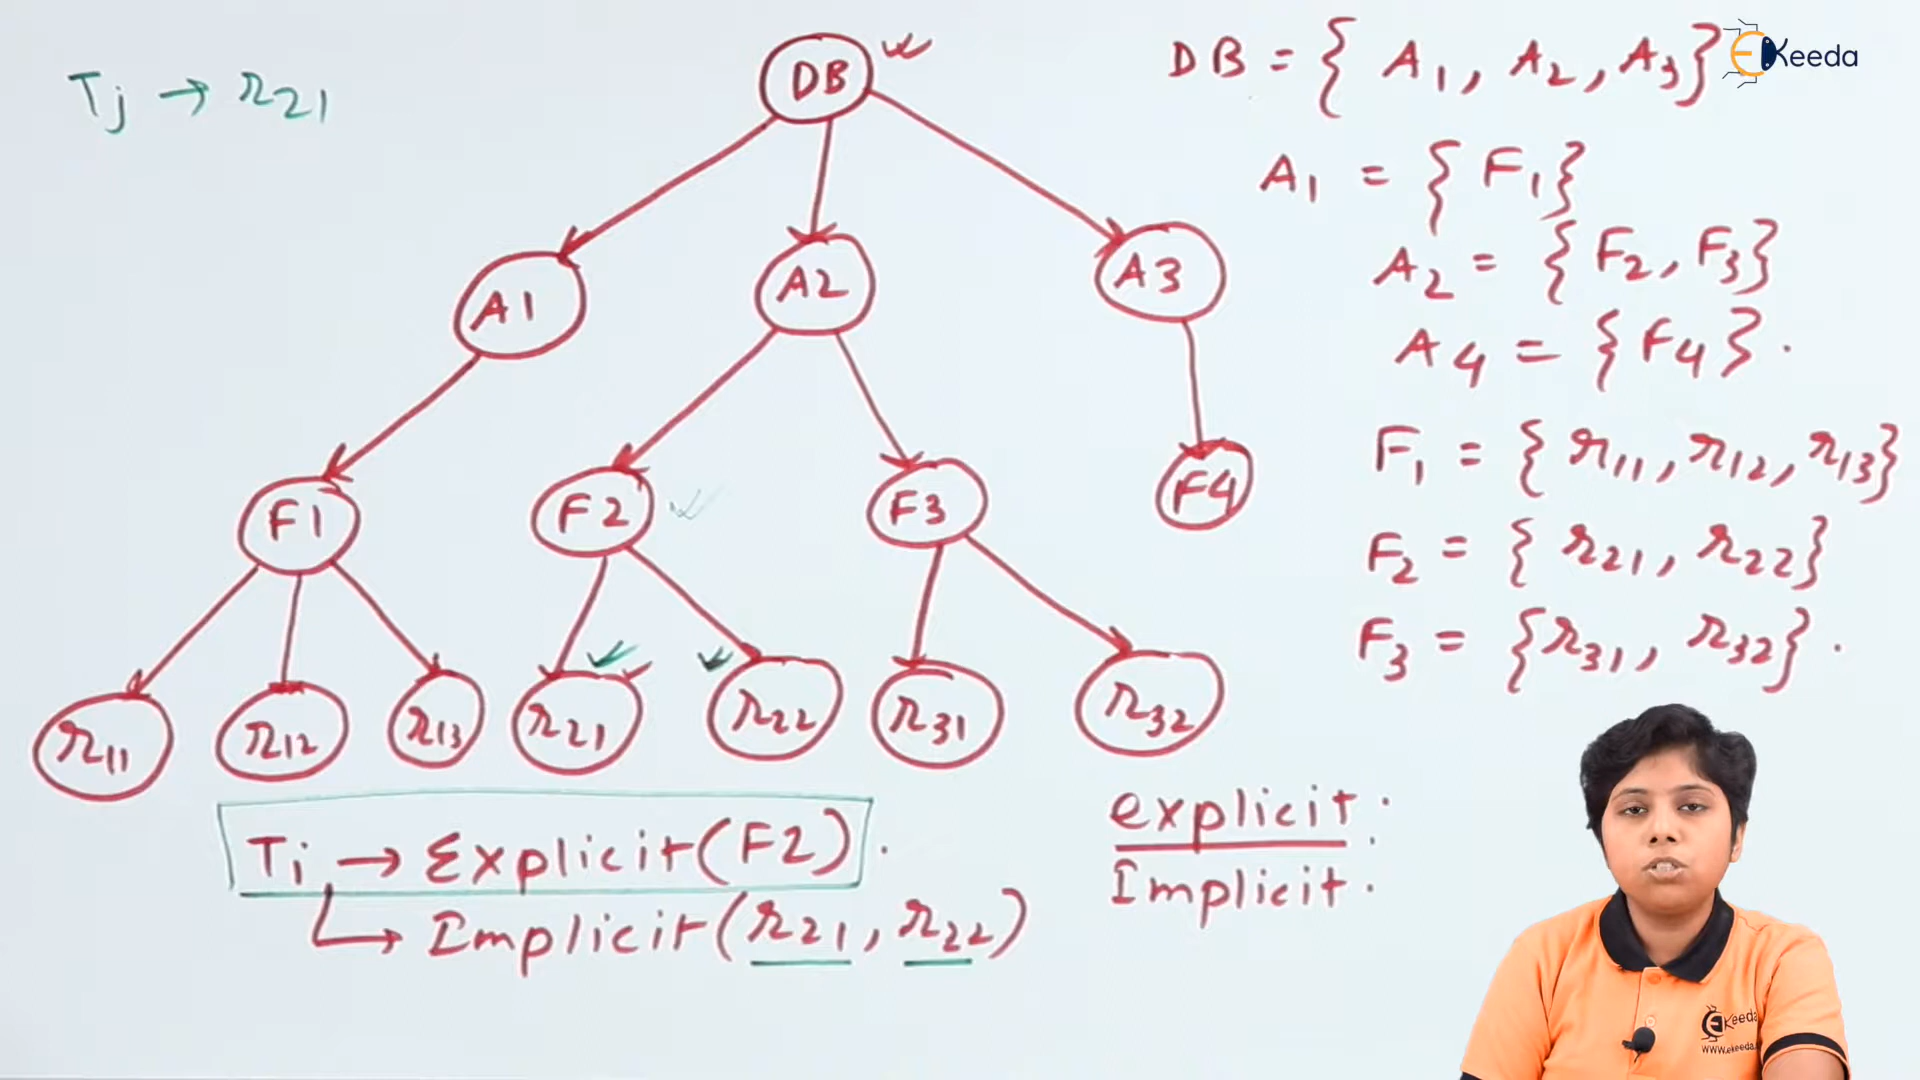 Tj → r21
DB
DB = { A1, A2, A3}
EKeeda
A1 = { F1}
A2 = { F2, F3}
A4 = { F4}.
A1
A2
A3
F1
F2
F3
F4
F1 = { r11, r12, r13}
F2 = { r21, r22}
F3 = {r31, r32}.
r11
r12
r13
r21
r22
r31
r32
Ti → Explicit(F2).
→ Implicit(r21, r22)
explicit:
Implicit.
EKeeda